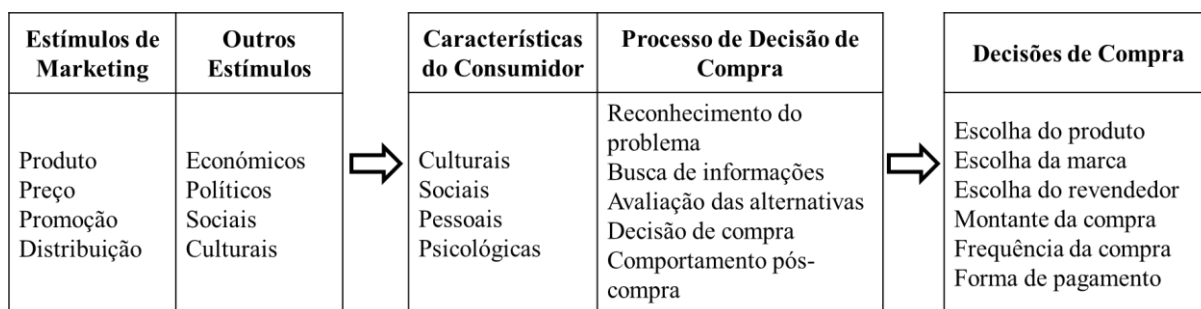 Estímulos de
Marketing
Outros
Estímulos
Produto
Preço
Promoção
Distribuição
Económicos
Políticos
Sociais
Culturais
Características
do Consumidor
Processo de Decisão de
Compra
Culturais
Sociais
Pessoais
Psicológicas
Reconhecimento do
problema
Busca de informações
Avaliação das alternativas
Decisão de compra
Comportamento pós-
compra
Decisões de Compra
Escolha do produto
Escolha da marca
Escolha do revendedor
Montante da compra
Frequência da compra
Forma de pagamento